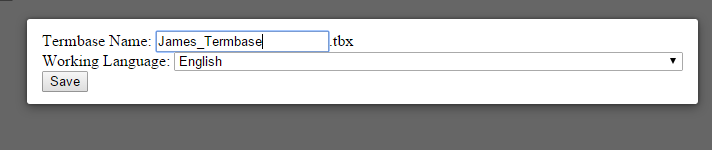 Termbase Name: James_Termbase.tbx
Working Language: English
Save